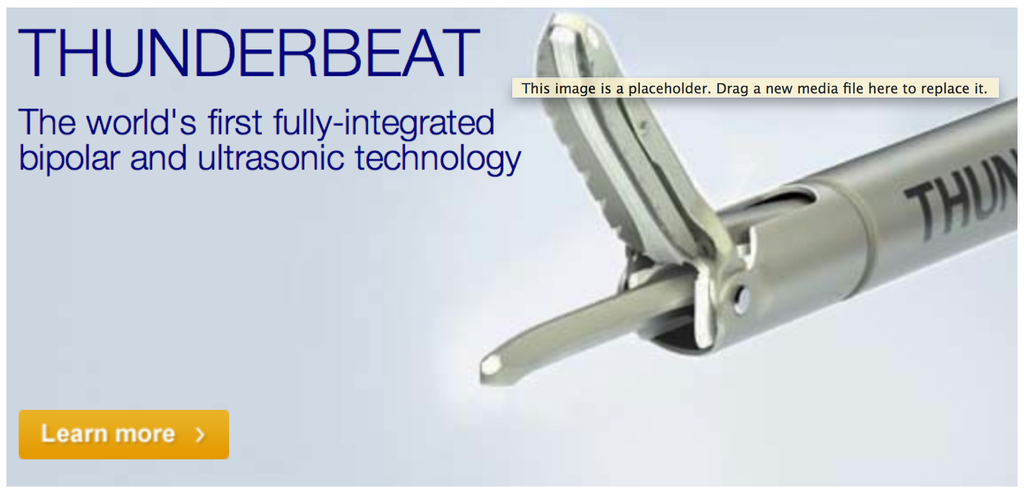 THUNDERBEAT
This image is a placeholder. Drag a new media file here to replace it.
The world's first fully-integrated
bipolar and ultrasonic technology
THUN
Learn more >